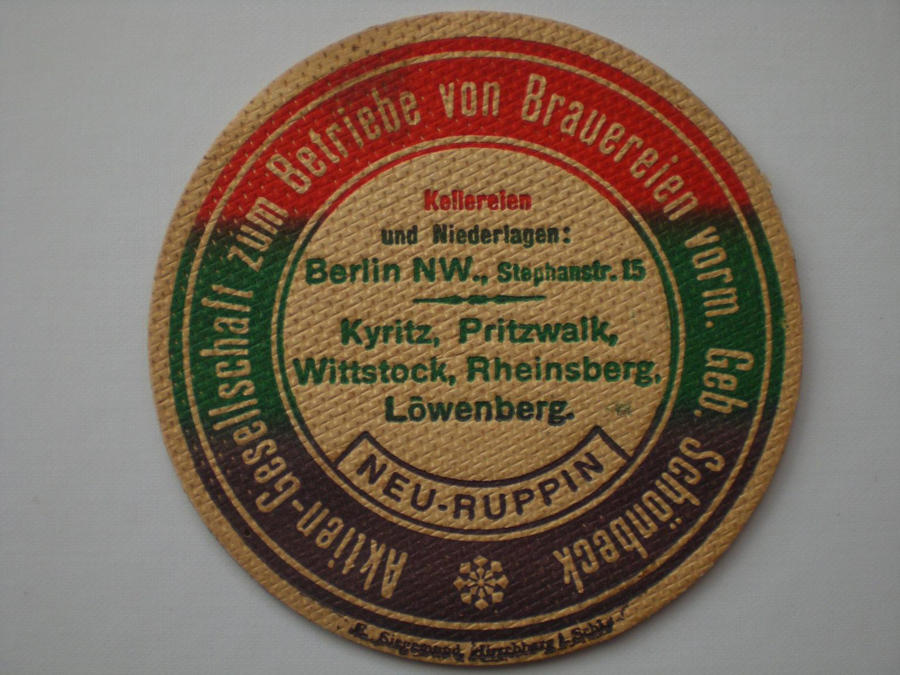 Aktien-Gesellschaft zum Betriebe von Brauereien vorm. Geb. Schönbeck
Kellereien
und Niederlagen:
Berlin NW., Stephanstr. 15
Kyritz, Pritzwalk,
Wittstock, Rheinsberg,
Löwenberg.
NEU-RUPPIN
Hirschberg